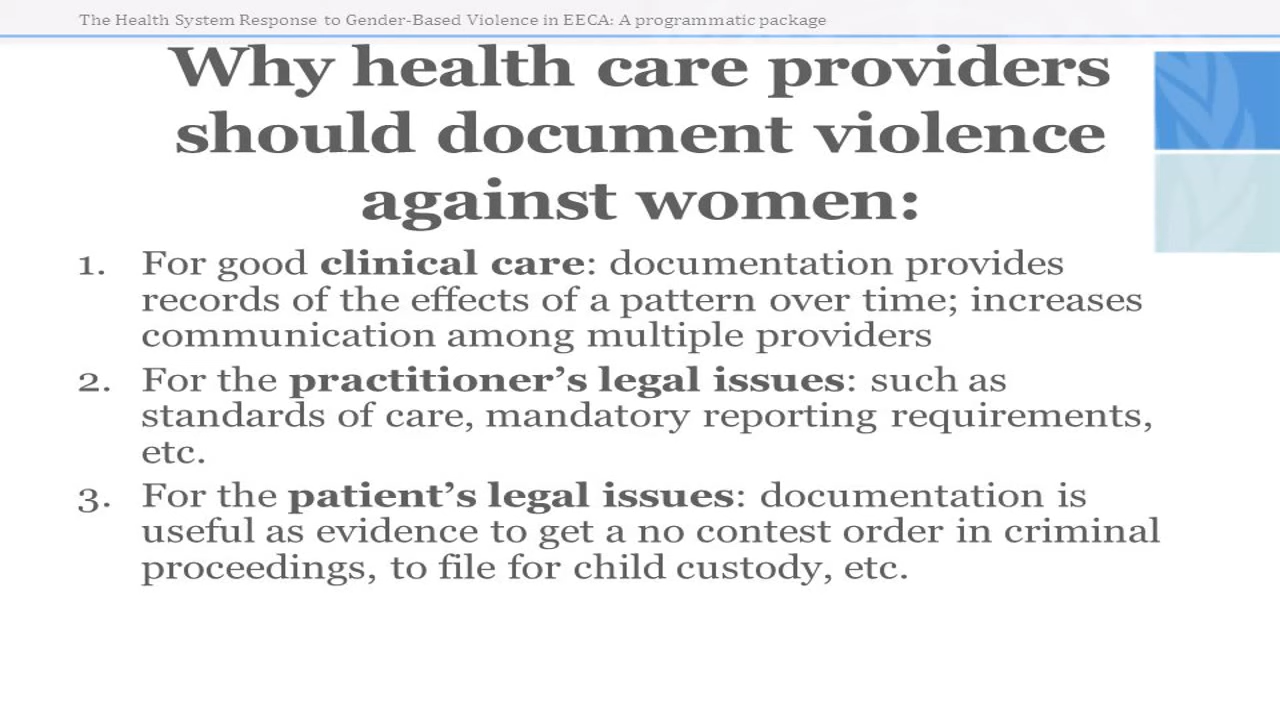 The Health System Response to Gender-Based Violence in EECA: A programmatic package
Why health care providers
should document violence
against women:
1. For good clinical care: documentation provides
records of the effects of a pattern over time; increases
communication among multiple providers
2. For the practitioner’s legal issues: such as
standards of care, mandatory reporting requirements,
etc.
3. For the patient’s legal issues: documentation is
useful as evidence to get a no contest order in criminal
proceedings, to file for child custody, etc.